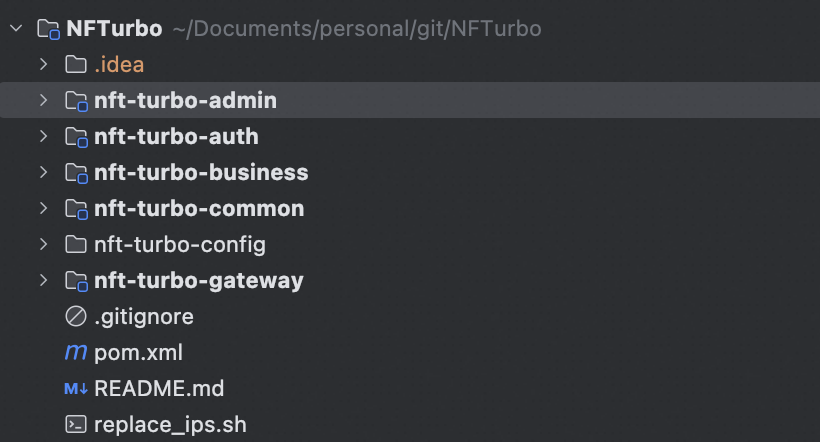 NFTurbo ~/Documents/personal/git/NFTurbo
.idea
nft-turbo-admin
nft-turbo-auth
nft-turbo-business
nft-turbo-common
nft-turbo-config
nft-turbo-gateway
.gitignore
m pom.xml
M↓ README.md
replace_ips.sh